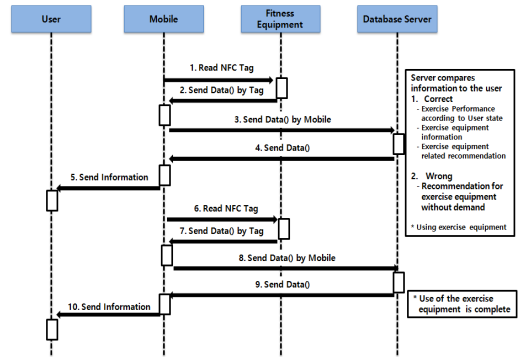 User
Mobile
Fitness
Equipment
Database Server
1. Read NFC Tag
2. Send Data() by Tag
3. Send Data() by Mobile
4. Send Data()
5. Send Information
6. Read NFC Tag
7. Send Data() by Tag
8. Send Data() by Mobile
9. Send Data()
10. Send Information
Server compares
information to the user
1. Correct
- Exercise Performance
according to User state
- Exercise equipment
information
- Exercise equipment
related recommendation
2. Wrong
- Recommendation for
exercise equipment
without demand
* Using exercise equipment
* Use of the exercise
equipment is complete